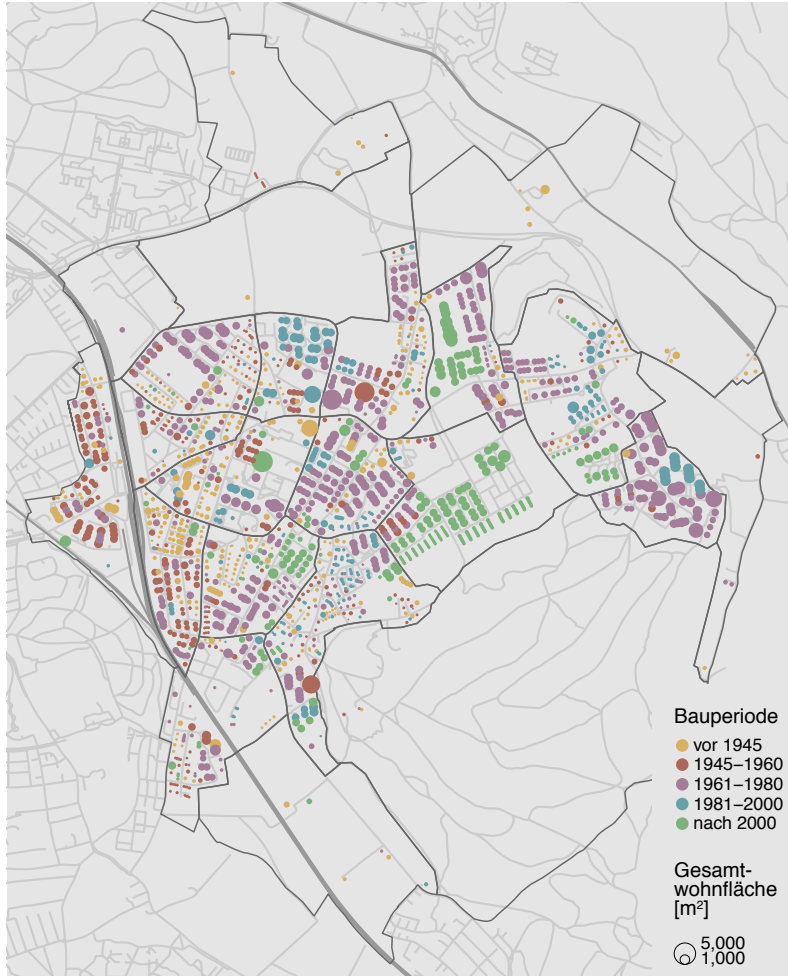 Bauperiode
vor 1945
1945–1960
1961–1980
1981–2000
nach 2000
Gesamt-
wohnfläche
[m²]
5,000
1,000